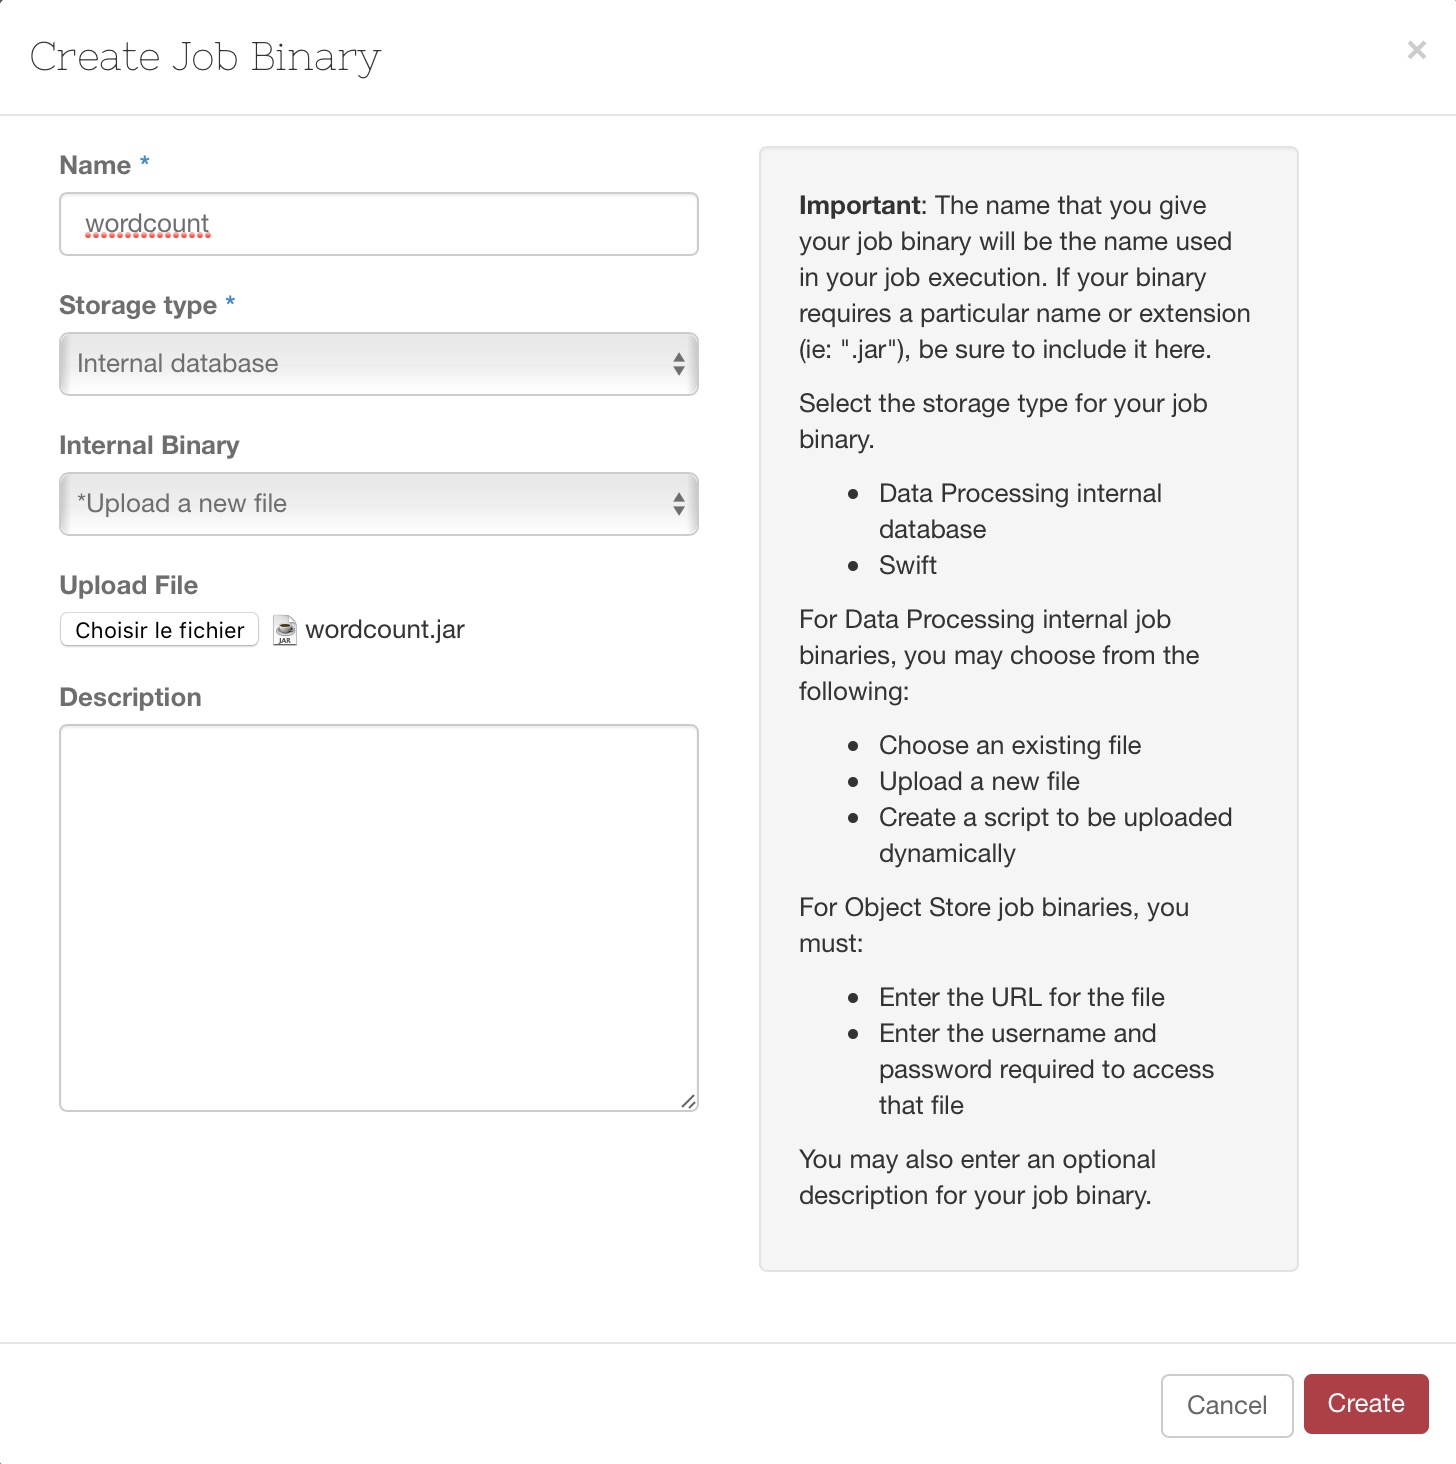 Create Job Binary
×
Name *
wordcount
Storage type *
Internal database
Internal Binary
*Upload a new file
Upload File
Choisir le fichier JAR wordcount.jar
Description
Important: The name that you give
your job binary will be the name used
in your job execution. If your binary
requires a particular name or extension
(ie: ".jar"), be sure to include it here.
Select the storage type for your job
binary.
• Data Processing internal
database
• Swift
For Data Processing internal job
binaries, you may choose from the
following:
• Choose an existing file
• Upload a new file
• Create a script to be uploaded
dynamically
For Object Store job binaries, you
must:
• Enter the URL for the file
• Enter the username and
password required to access
that file
You may also enter an optional
description for your job binary.
Cancel Create